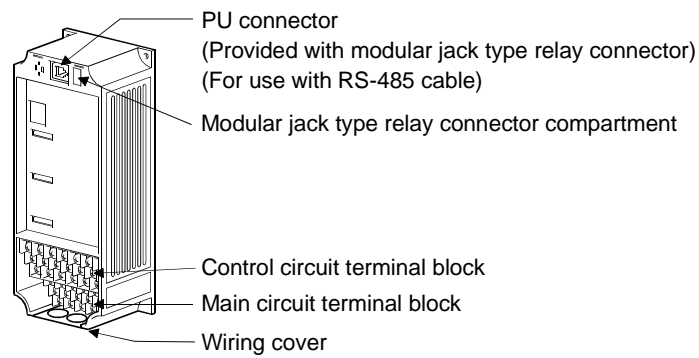 PU connector
(Provided with modular jack type relay connector)
(For use with RS-485 cable)
Modular jack type relay connector compartment
Control circuit terminal block
Main circuit terminal block
Wiring cover